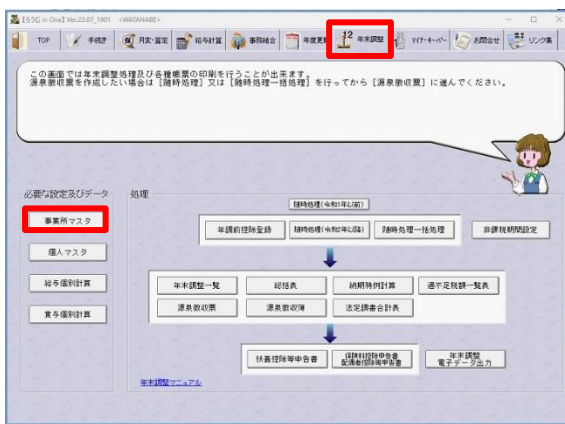 【ろうむ in One】 Ver.23.07_1901 <WATANABE>
TOP 手続き 月変・算定 給与計算 事務組合 年度更新 年末調整 マイナンバー お問合せ リンク集
この画面では年末調整処理及び各種帳票の印刷を行うことが出来ます。
源泉徴収票を作成したい場合は［随時処理］又は［随時処理一括処理］を行ってから［源泉徴収票］に進んでください。
必要な設定及びデータ
事業所マスタ
個人マスタ
給与個別計算
賞与個別計算
処理
随時処理(令和1年以前)
年調前控除登録 随時処理(令和2年以降) 随時処理一括処理 非課税期間設定
年末調整一覧 総括表 納期特例計算 過不足税額一覧表
源泉徴収票 源泉徴収簿 法定調書合計表
扶養控除等申告書 保険料控除申告書 年末調整
配偶者控除等申告書 電子データ出力
年末調整マニュアル